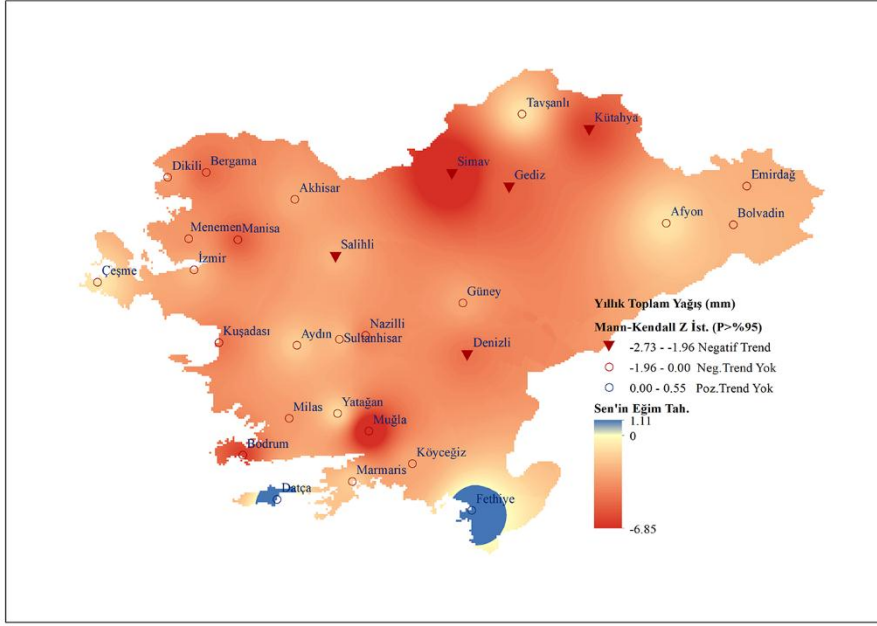 Tavşanlı
Kütahya
Simav
Gediz
Dikili
Bergama
Emirdağ
Akhisar
Afyon
Bolvadin
Menemen
Manisa
Salihli
İzmir
Çeşme
Güney
Yıllık Toplam Yağış (mm)
Mann-Kendall Z İst. (P>%95)
-2.73 - -1.96 Negatif Trend
-1.96 - 0.00 Neg.Trend Yok
0.00 - 0.55 Poz.Trend Yok
Sen'in Eğim Tah.
1.11
0
-6.85
Kuşadası
Aydın
Nazilli
Sultanhisar
Denizli
Milas
Yatağan
Muğla
Bodrum
Köyceğiz
Marmaris
Datça
Fethiye